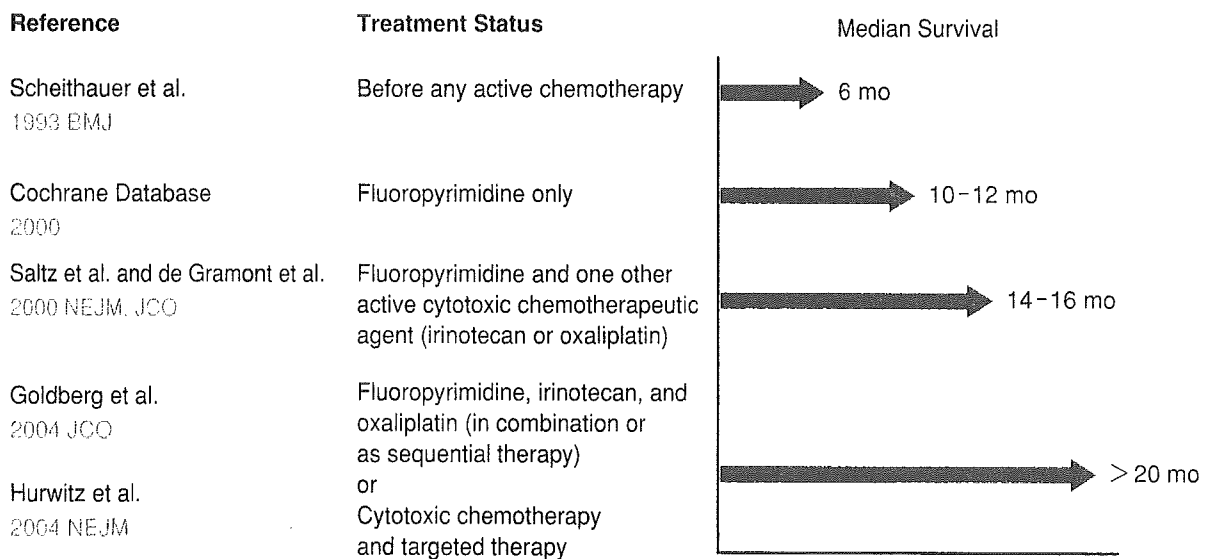 Reference Treatment Status Median Survival
Scheithauer et al. Before any active chemotherapy 6 mo
1993 BMJ
Cochrane Database Fluoropyrimidine only 10–12 mo
2000
Saltz et al. and de Gramont et al. Fluoropyrimidine and one other
2000 NEJM, JCO active cytotoxic chemotherapeutic 14–16 mo
agent (irinotecan or oxaliplatin)
Goldberg et al. Fluoropyrimidine, irinotecan, and
2004 JCO oxaliplatin (in combination or
as sequential therapy)
> 20 mo
Hurwitz et al. or
2004 NEJM Cytotoxic chemotherapy
and targeted therapy